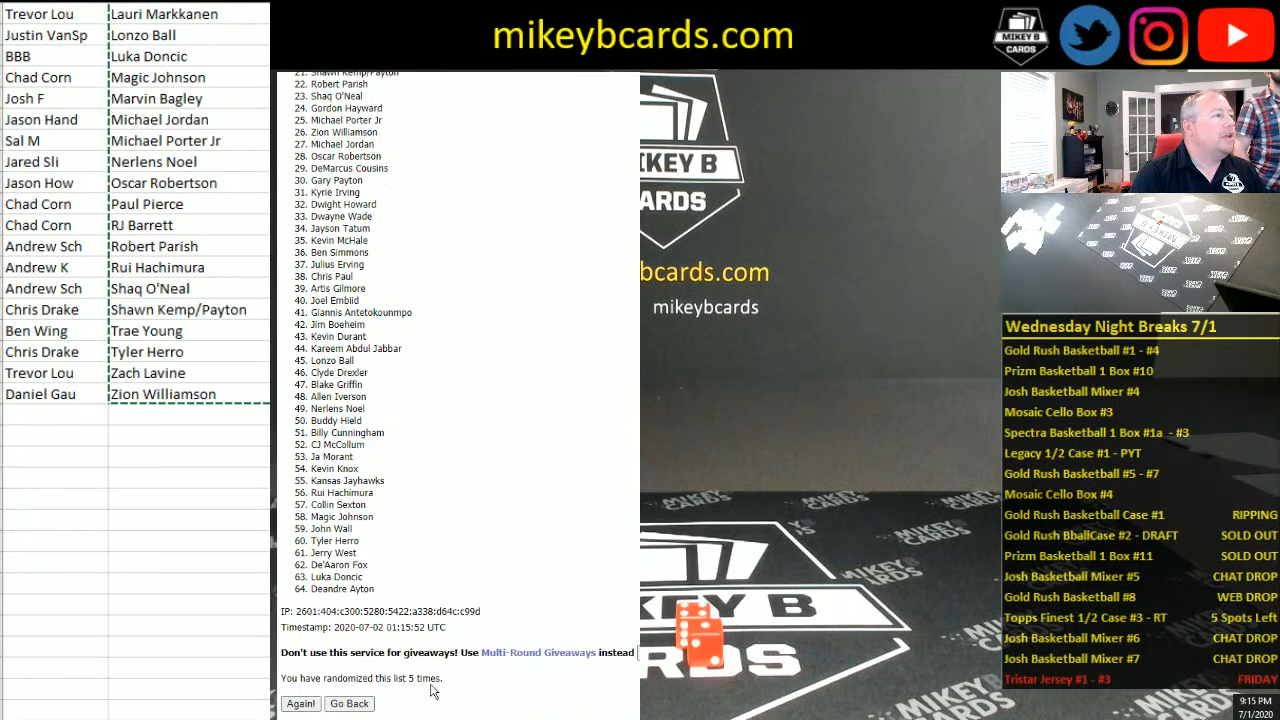 mikeybcards.com
Trevor Lou Lauri Markkanen
Justin VanSp Lonzo Ball
BBB Luka Doncic
Chad Corn Magic Johnson
Josh F Marvin Bagley
Jason Hand Michael Jordan
Sal M Michael Porter Jr
Jared Sli Nerlens Noel
Jason How Oscar Robertson
Chad Corn Paul Pierce
Chad Corn RJ Barrett
Andrew Sch Robert Parish
Andrew K Rui Hachimura
Andrew Sch Shaq O'Neal
Chris Drake Shawn Kemp/Payton
Ben Wing Trae Young
Chris Drake Tyler Herro
Trevor Lou Zach Lavine
Daniel Gau Zion Williamson
21. Shawn Kemp/Payton
22. Robert Parish
23. Shaq O'Neal
24. Gordon Hayward
25. Michael Porter Jr
26. Zion Williamson
27. Michael Jordan
28. Oscar Robertson
29. DeMarcus Cousins
30. Gary Payton
31. Kyrie Irving
32. Dwight Howard
33. Dwayne Wade
34. Jayson Tatum
35. Kevin McHale
36. Ben Simmons
37. Julius Erving
38. Chris Paul
39. Artis Gilmore
40. Joel Embiid
41. Giannis Antetokounmpo
42. Jim Boeheim
43. Kevin Durant
44. Kareem Abdul Jabbar
45. Lonzo Ball
46. Clyde Drexler
47. Blake Griffin
48. Allen Iverson
49. Nerlens Noel
50. Buddy Hield
51. Billy Cunningham
52. CJ McCollum
53. Ja Morant
54. Kevin Knox
55. Kansas Jayhawks
56. Rui Hachimura
57. Collin Sexton
58. Magic Johnson
59. John Wall
60. Tyler Herro
61. Jerry West
62. De'Aaron Fox
63. Luka Doncic
64. Deandre Ayton
IP: 2601:404:c300:5280:5422:a338:d64c:c99d
Timestamp: 2020-07-02 01:15:52 UTC
Don't use this service for giveaways! Use Multi-Round Giveaways instead
You have randomized this list 5 times.
Again! Go Back
KEY B
ARDS
bcards.com
mikeybcards
MIKEY B
CARDS
Wednesday Night Breaks 7/1
Gold Rush Basketball #1 - #4
Prizm Basketball 1 Box #10
Josh Basketball Mixer #4
Mosaic Cello Box #3
Spectra Basketball 1 Box #1a - #3
Legacy 1/2 Case #1 - PYT
Gold Rush Basketball #5 - #7
Mosaic Cello Box #4
Gold Rush Basketball Case #1 RIPPING
Gold Rush BballCase #2 - DRAFT SOLD OUT
Prizm Basketball 1 Box #11 SOLD OUT
Josh Basketball Mixer #5 CHAT DROP
Gold Rush Basketball #8 WEB DROP
Topps Finest 1/2 Case #3 - RT 5 Spots Left
Josh Basketball Mixer #6 CHAT DROP
Josh Basketball Mixer #7 CHAT DROP
Tristar Jersey #1 - #3 FRIDAY
9:15 PM
7/1/2020